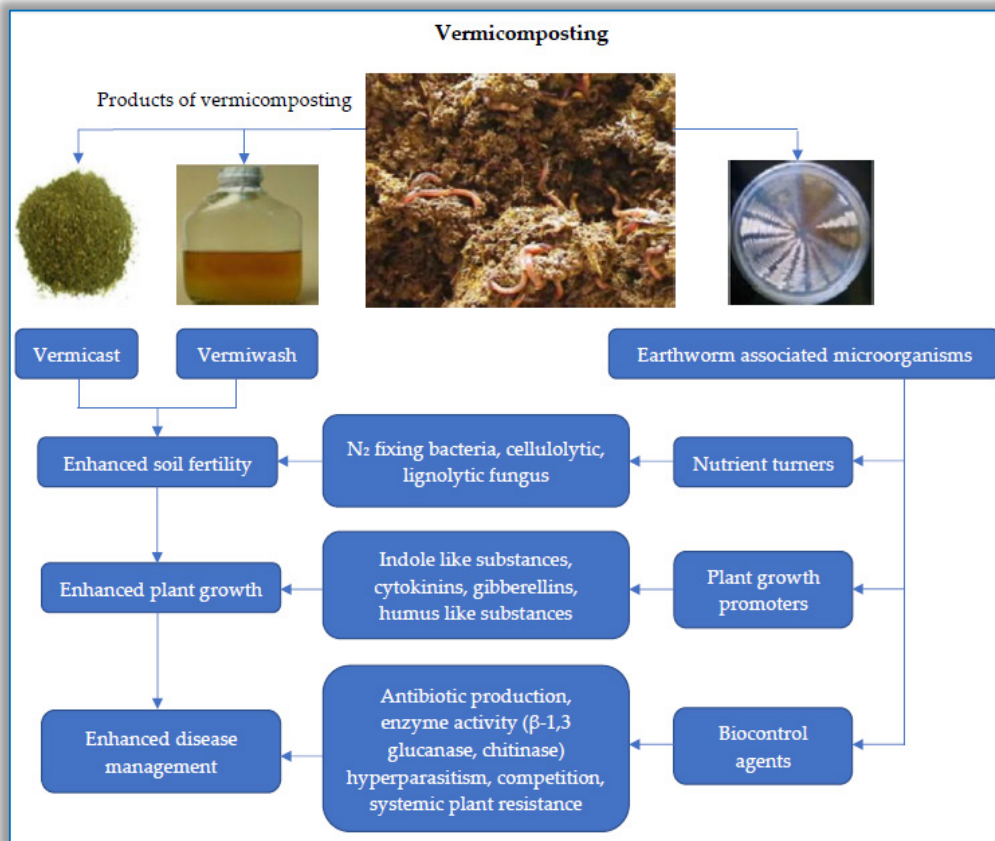 Vermicomposting
Products of vermicomposting
Vermicast
Vermiwash
Earthworm associated microorganisms
Enhanced soil fertility
N₂ fixing bacteria, cellulolytic,
lignolytic fungus
Nutrient turners
Enhanced plant growth
Indole like substances,
cytokinins, gibberellins,
humus like substances
Plant growth
promoters
Enhanced disease
management
Antibiotic production,
enzyme activity (β-1,3
glucanase, chitinase)
hyperparasitism, competition,
systemic plant resistance
Biocontrol
agents